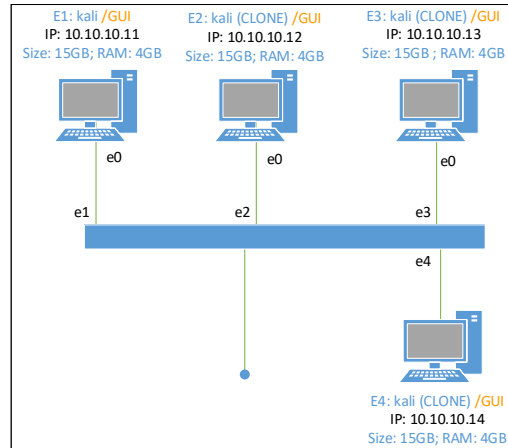 E1: kali /GUI
IP: 10.10.10.11
Size: 15GB; RAM: 4GB
E2: kali (CLONE) /GUI
IP: 10.10.10.12
Size: 15GB; RAM: 4GB
E3: kali (CLONE) /GUI
IP: 10.10.10.13
Size: 15GB ; RAM: 4GB
e0
e0
e0
e1
e2
e3
e4
E4: kali (CLONE) /GUI
IP: 10.10.10.14
Size: 15GB; RAM: 4GB